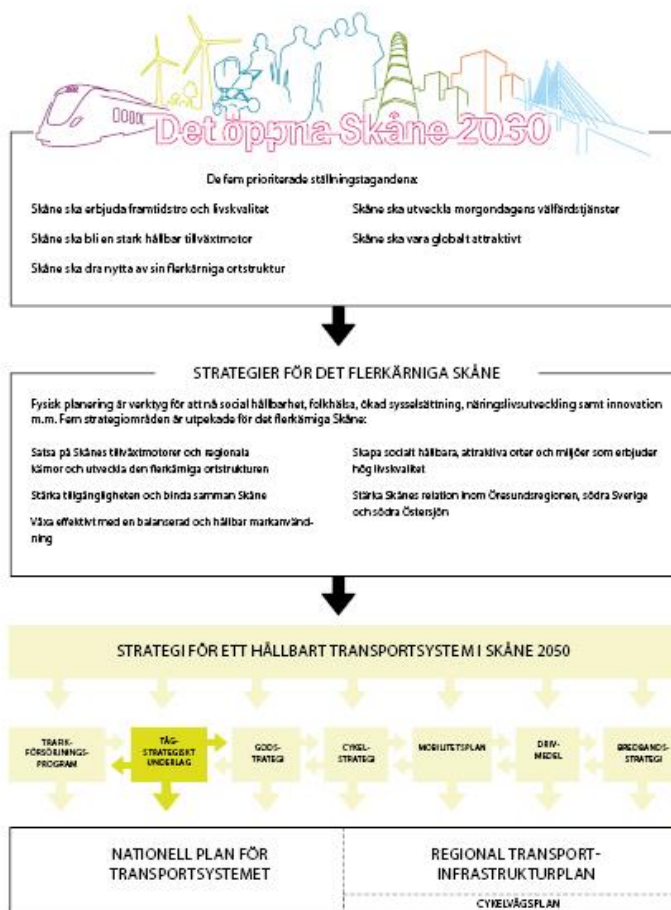 Det öppna Skåne 2030
De fem prioriterade ställningstagandena:
Skåne ska erbjuda framtidstro och livskvalitet
Skåne ska bli en stark hållbar tillväxtmotor
Skåne ska dra nytta av sin flerkärniga ortstruktur
Skåne ska utveckla morgondagens välfärdstjänster
Skåne ska vara globalt attraktivt
STRATEGIER FÖR DET FLERKÄRNIGA SKÅNE
Fysisk planering är verktyg för att nå social hållbarhet, folkhälsa, ökad sysselsättning, näringslivsutveckling samt innovation
m.m. Fem strategiområden är utpekade för det flerkärniga Skåne:
Satsa på Skånes tillväxtmotorer och regionala
kärnor och utveckla den flerkärniga ortstrukturen
Stärka tillgängligheten och binda samman Skåne
Växa effektivt med en balanserad och hållbar markanvänd-
ning
Skapa socialt hållbara, attraktiva orter och miljöer som erbjuder
hög livskvalitet
Stärka Skånes relation inom Öresundsregionen, södra Sverige
och södra Östersjön
STRATEGI FÖR ETT HÅLLBART TRANSPORTSYSTEM I SKÅNE 2050
TRAFIK-
FÖRSÖRJNINGS-
PROGRAM
TÅG-
STRATEGISKT
UNDERLAG
GODS-
TRATEGI
CYKEL-
STRATEGI
MOBILITETSPLAN
DRIV-
MEDEL
BREDBANDS-
STRATEGI
NATIONELL PLAN FÖR
TRANSPORTSYSTEMET
REGIONAL TRANSPORT-
INFRASTRUKTURPLAN
CYKELVÄGSPLAN